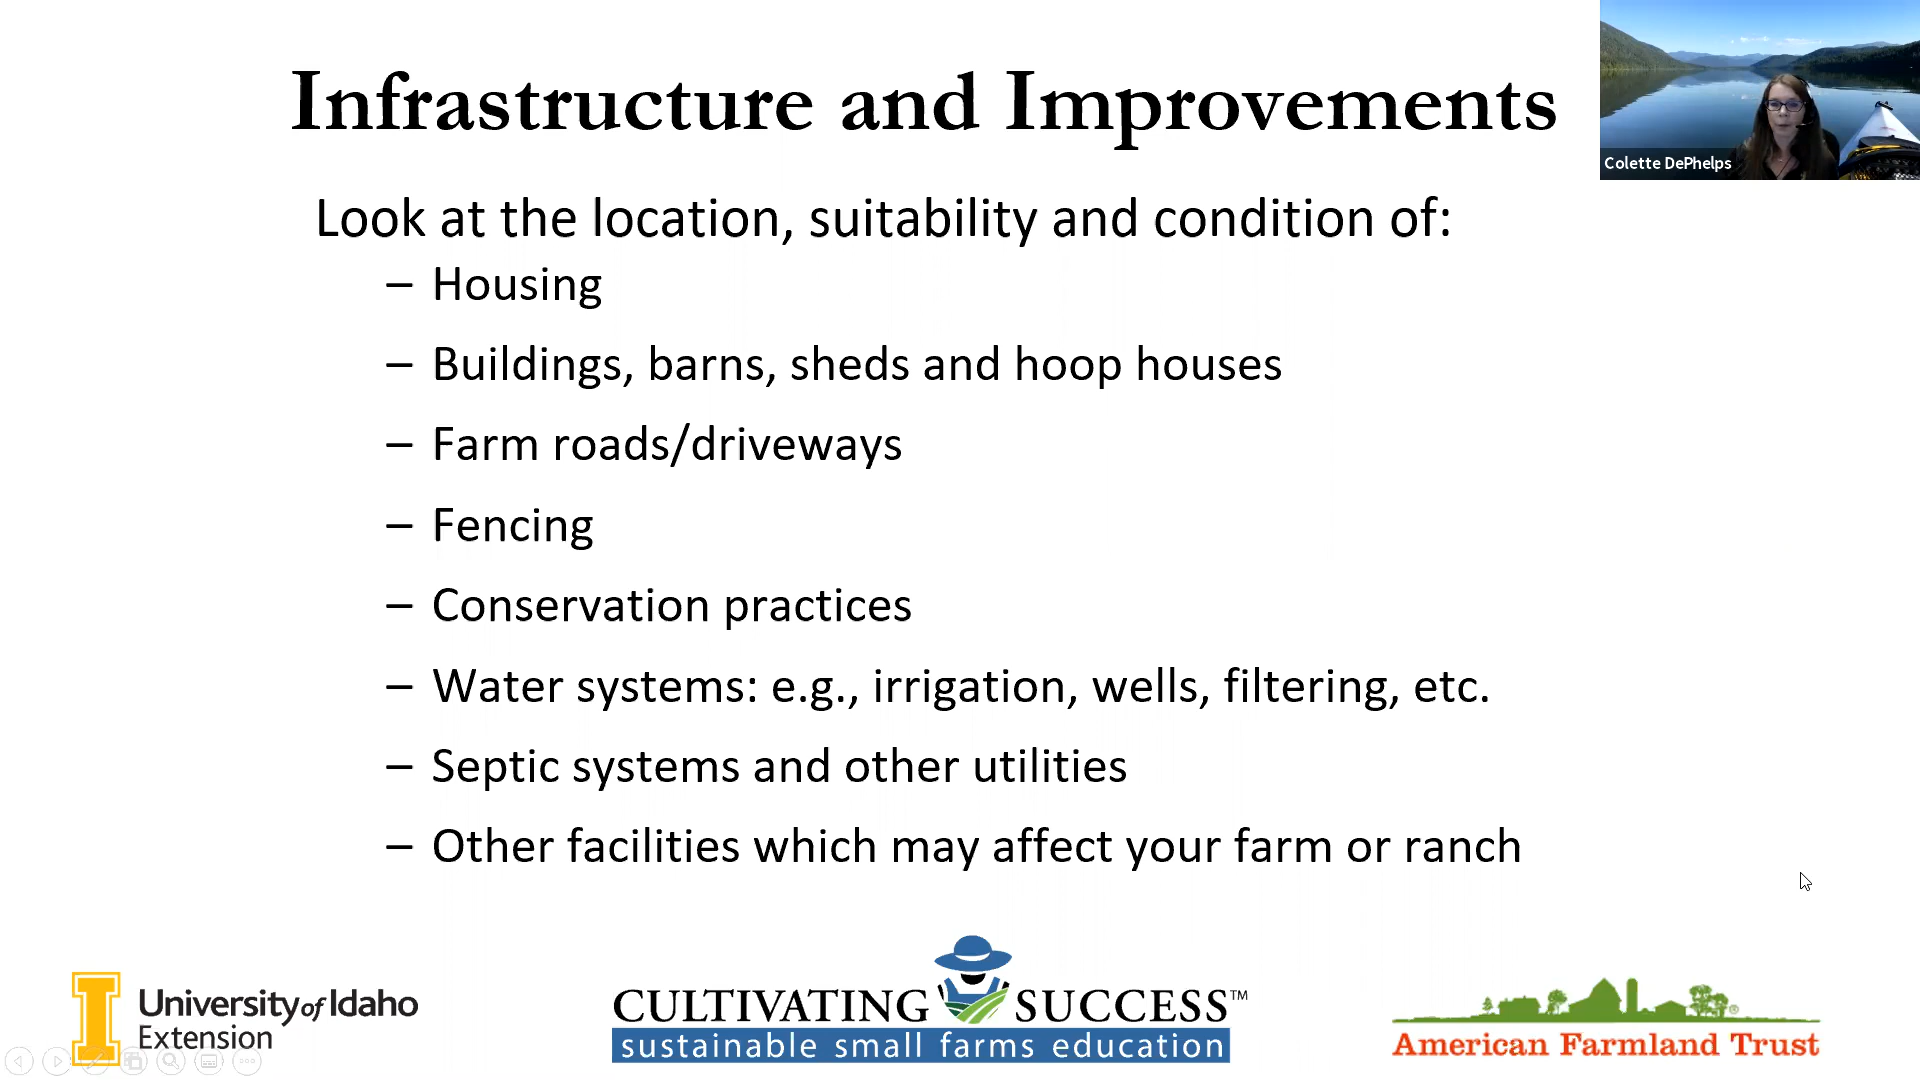 Infrastructure and Improvements
Colette DePhelps
Look at the location, suitability and condition of:
– Housing
– Buildings, barns, sheds and hoop houses
– Farm roads/driveways
– Fencing
– Conservation practices
– Water systems: e.g., irrigation, wells, filtering, etc.
– Septic systems and other utilities
– Other facilities which may affect your farm or ranch
I
University of Idaho
Extension
CULTIVATING SUCCESS™
sustainable small farms education
®
American Farmland Trust